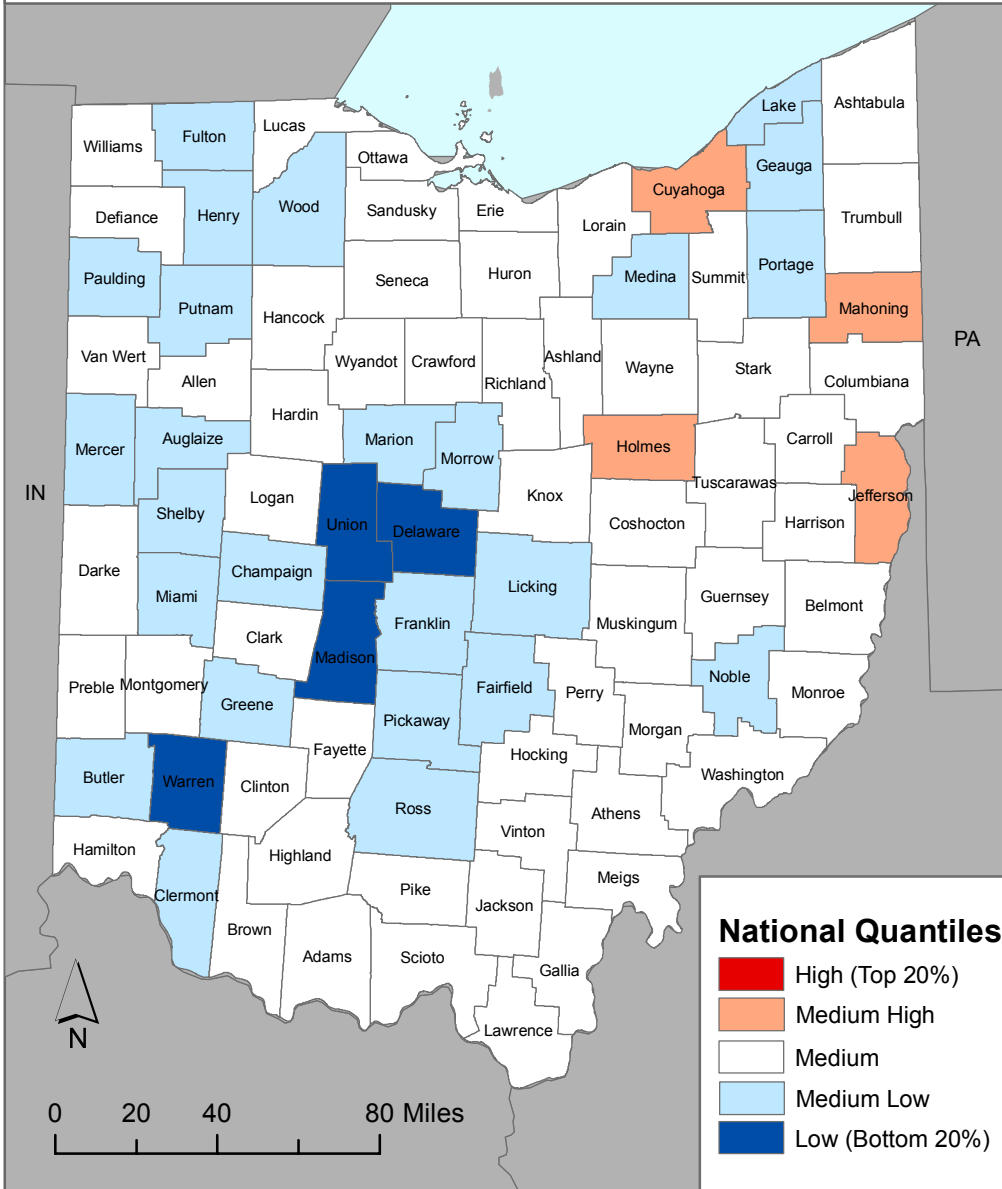 Ashtabula
Lake
Lucas
Williams
Fulton
Ottawa
Geauga
Cuyahoga
Wood
Sandusky
Erie
Henry
Defiance
Lorain
Trumbull
Portage
Paulding
Seneca
Huron
Medina
Summit
Putnam
Mahoning
Hancock
PA
Van Wert
Wyandot
Crawford
Ashland
Wayne
Stark
Allen
Richland
Columbiana
Hardin
Auglaize
Marion
Carroll
Mercer
Holmes
Morrow
Tuscarawas
IN
Logan
Knox
Jefferson
Shelby
Union
Delaware
Coshocton
Harrison
Darke
Champaign
Licking
Miami
Guernsey
Belmont
Franklin
Muskingum
Clark
Madison
Preble
Montgomery
Fairfield
Perry
Noble
Monroe
Greene
Pickaway
Morgan
Fayette
Hocking
Butler
Warren
Clinton
Washington
Ross
Athens
Vinton
Hamilton
Highland
Clermont
Pike
Meigs
Jackson
Brown
Adams
Scioto
Gallia
Lawrence
N
0 20 40 80 Miles
National Quantiles
High (Top 20%)
Medium High
Medium
Medium Low
Low (Bottom 20%)